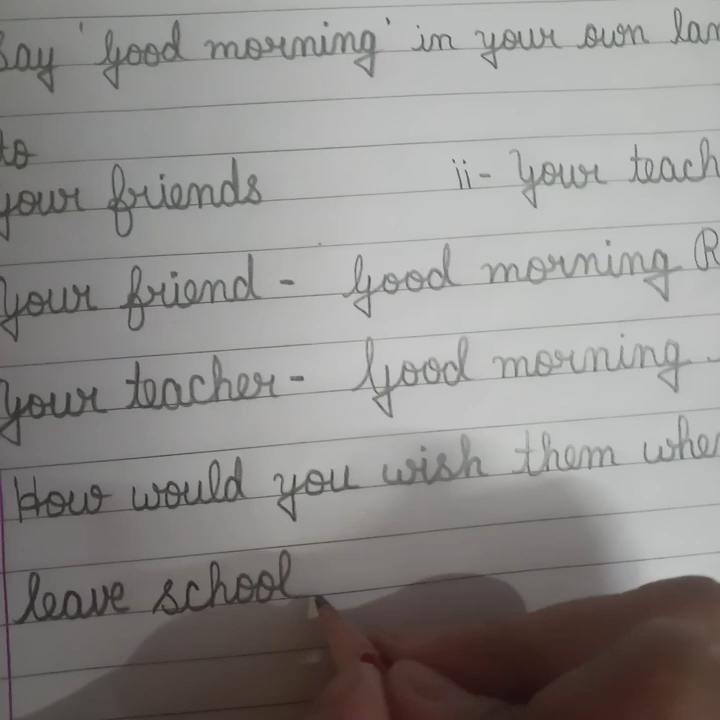 Say 'Good morning' in your own lan
to
your friends ii- Your teach
your friend - Good morning R
your teacher - Good morning.
How would you wish them when
leave school